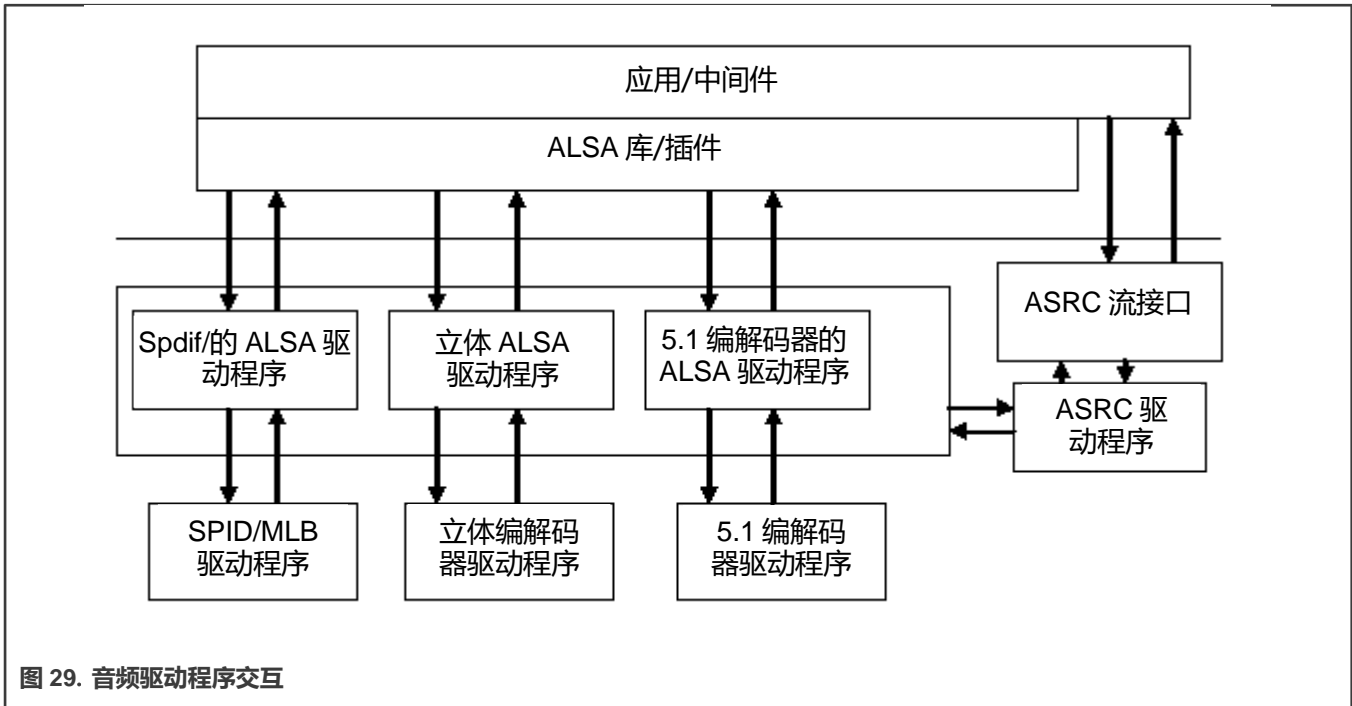 应用/中间件
ALSA 库/插件
ASRC 流接口
Spdif/的 ALSA 驱
动程序
立体 ALSA
驱动程序
5.1 编解码器的
ALSA 驱动程序
ASRC 驱
动程序
SPID/MLB
驱动程序
立体编解码
器驱动程序
5.1 编解码
器驱动程序
图 29. 音频驱动程序交互